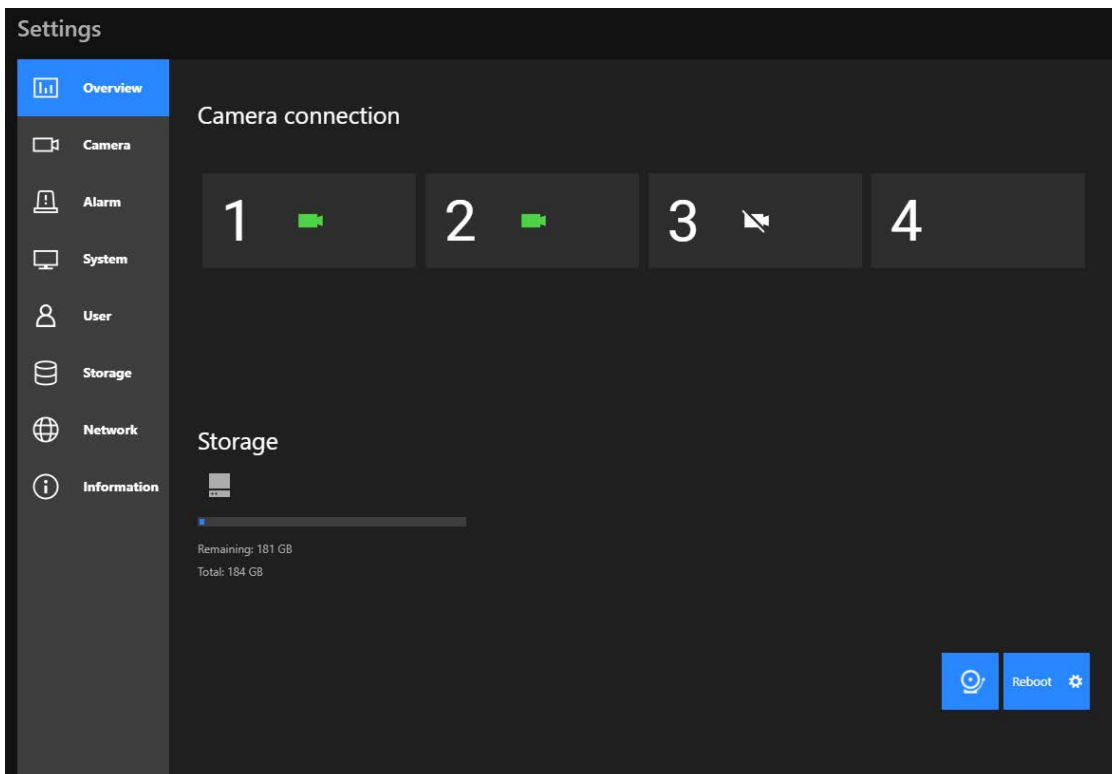 Settings
Overview
Camera
Alarm
System
User
Storage
Network
Information
Camera connection
1 2 3 4
Storage
Remaining: 181 GB
Total: 184 GB
Reboot